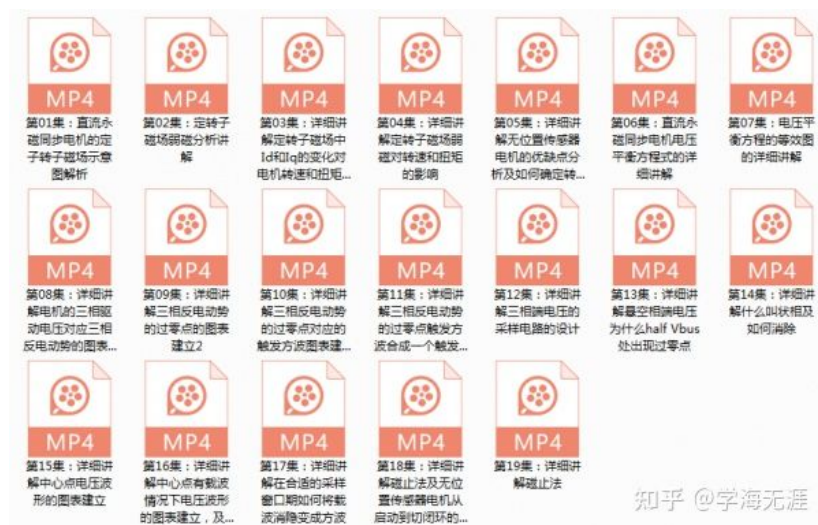 MP4 MP4 MP4 MP4 MP4 MP4 MP4
第01集：直流永
磁同步电机的定
子转子磁场示意
图解析
第02集：定转子
磁场弱磁分析讲
解
第03集：详细讲
解定转子磁场中
Id和Iq的变化对
电机转速和扭矩...
第04集：详细讲
解定转子磁场弱
磁对转速和扭矩
的影响
第05集：详细讲
解无位置传感器
电机的优缺点分
析及如何确定转...
第06集：直流永
磁同步电机电压
平衡方程式的详
细讲解
第07集：电压平
衡方程的等效图
的详细讲解
MP4 MP4 MP4 MP4 MP4 MP4 MP4
第08集：详细讲
解电机的三相驱
动电压对应三相
反电动势的图表...
第09集：详细讲
解三相反电动势
的过零点的图表
建立2
第10集：详细讲
解三相反电动势
的过零点对应的
触发方波图表建...
第11集：详细讲
解三相反电动势
的过零点触发方
波合成一个触发...
第12集：详细讲
解三相端电压的
采样电路的设计
第13集：详细讲
解悬空相端电压
为什么half Vbus
处出现过零点
第14集：详细讲
解什么叫状相及
如何消除
MP4 MP4 MP4 MP4 MP4
第15集：详细讲
解中心点电压波
形的图表建立
第16集：详细讲
解中心点有载波
情况下电压波形
的图表建立，及...
第17集：详细讲
解在合适的采样
窗口期如何将载
波消隐变成方波
第18集：详细讲
解磁止法及无位
置传感器电机从
启动到切闭环的...
第19集：详细讲
解磁止法
知乎 @学海无涯